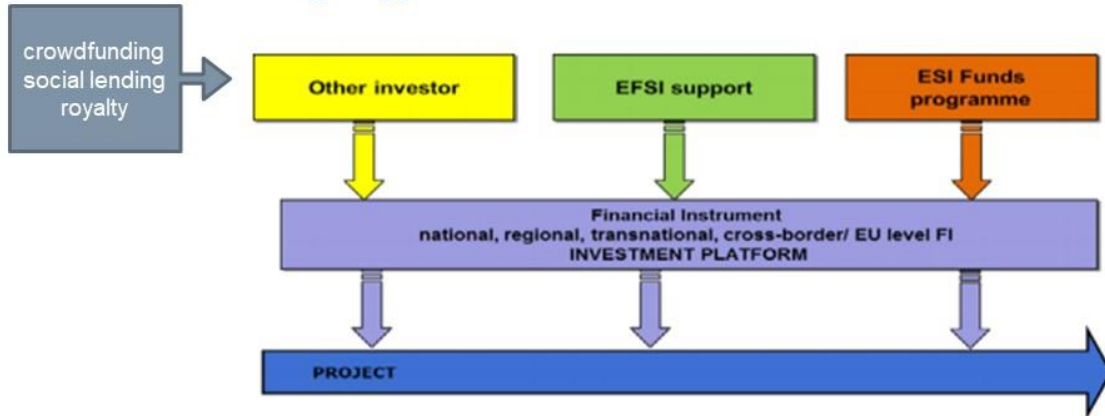 crowdfunding
social lending
royalty
Other investor
EFSI support
ESI Funds
programme
Financial Instrument
national, regional, transnational, cross-border/ EU level FI
INVESTMENT PLATFORM
PROJECT